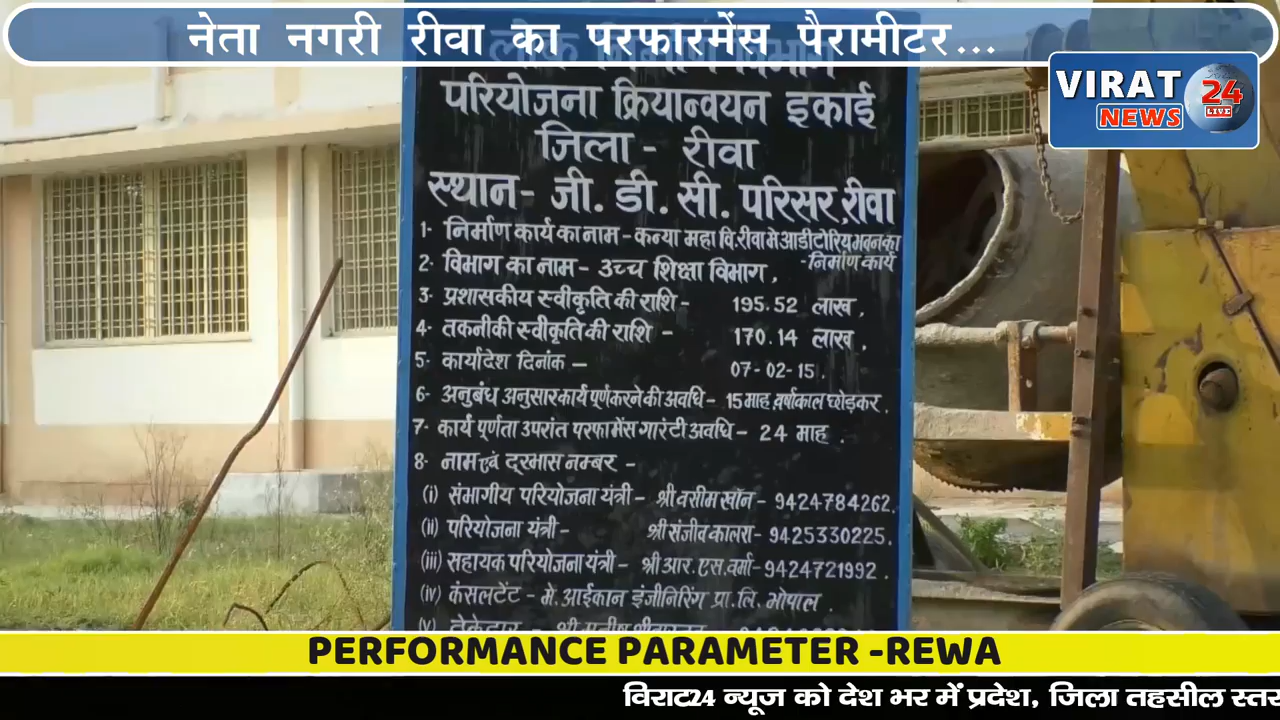 नेता नगरी रीवा का परफारमेंस पैरामीटर...
VIRAT 24
NEWS LIVE
लोक निर्माण विभाग
परियोजना क्रियान्वयन इकाई
जिला - रीवा
स्थान - जी. डी. सी. परिसर, रीवा
1- निर्माण कार्य का नाम - कन्या महा वि. रीवा मे आडीटोरियम भवन का
- निर्माण कार्य
2- विभाग का नाम - उच्च शिक्षा विभाग,
3- प्रशासकीय स्वीकृति की राशि - 195.52 लाख,
4- तकनीकी स्वीकृति की राशि - 170.14 लाख,
5- कार्यादेश दिनांक - 07-02-15.
6- अनुबंध अनुसार कार्य पूर्ण करने की अवधि - 15 माह, वर्षाकाल छोड़कर.
7- कार्य पूर्णता उपरांत परफामेंस गारंटी अवधि - 24 माह.
8- नाम एवं दूरभास नम्बर -
(i) संभागीय परियोजना यंत्री - श्री वसीम खॉन - 9424784262.
(ii) परियोजना यंत्री - श्री संजीव कालरा - 9425330225.
(iii) सहायक परियोजना यंत्री - श्री आर. एस. वर्मा - 9424721992.
(iv) कंसलटेंट - मे. आईकान इंजीनिरिंग प्रा. लि. भोपाल.
(v) ठेकेदार - श्री
PERFORMANCE PARAMETER -REWA
विराट24 न्यूज को देश भर में प्रदेश, जिला तहसील स्तर